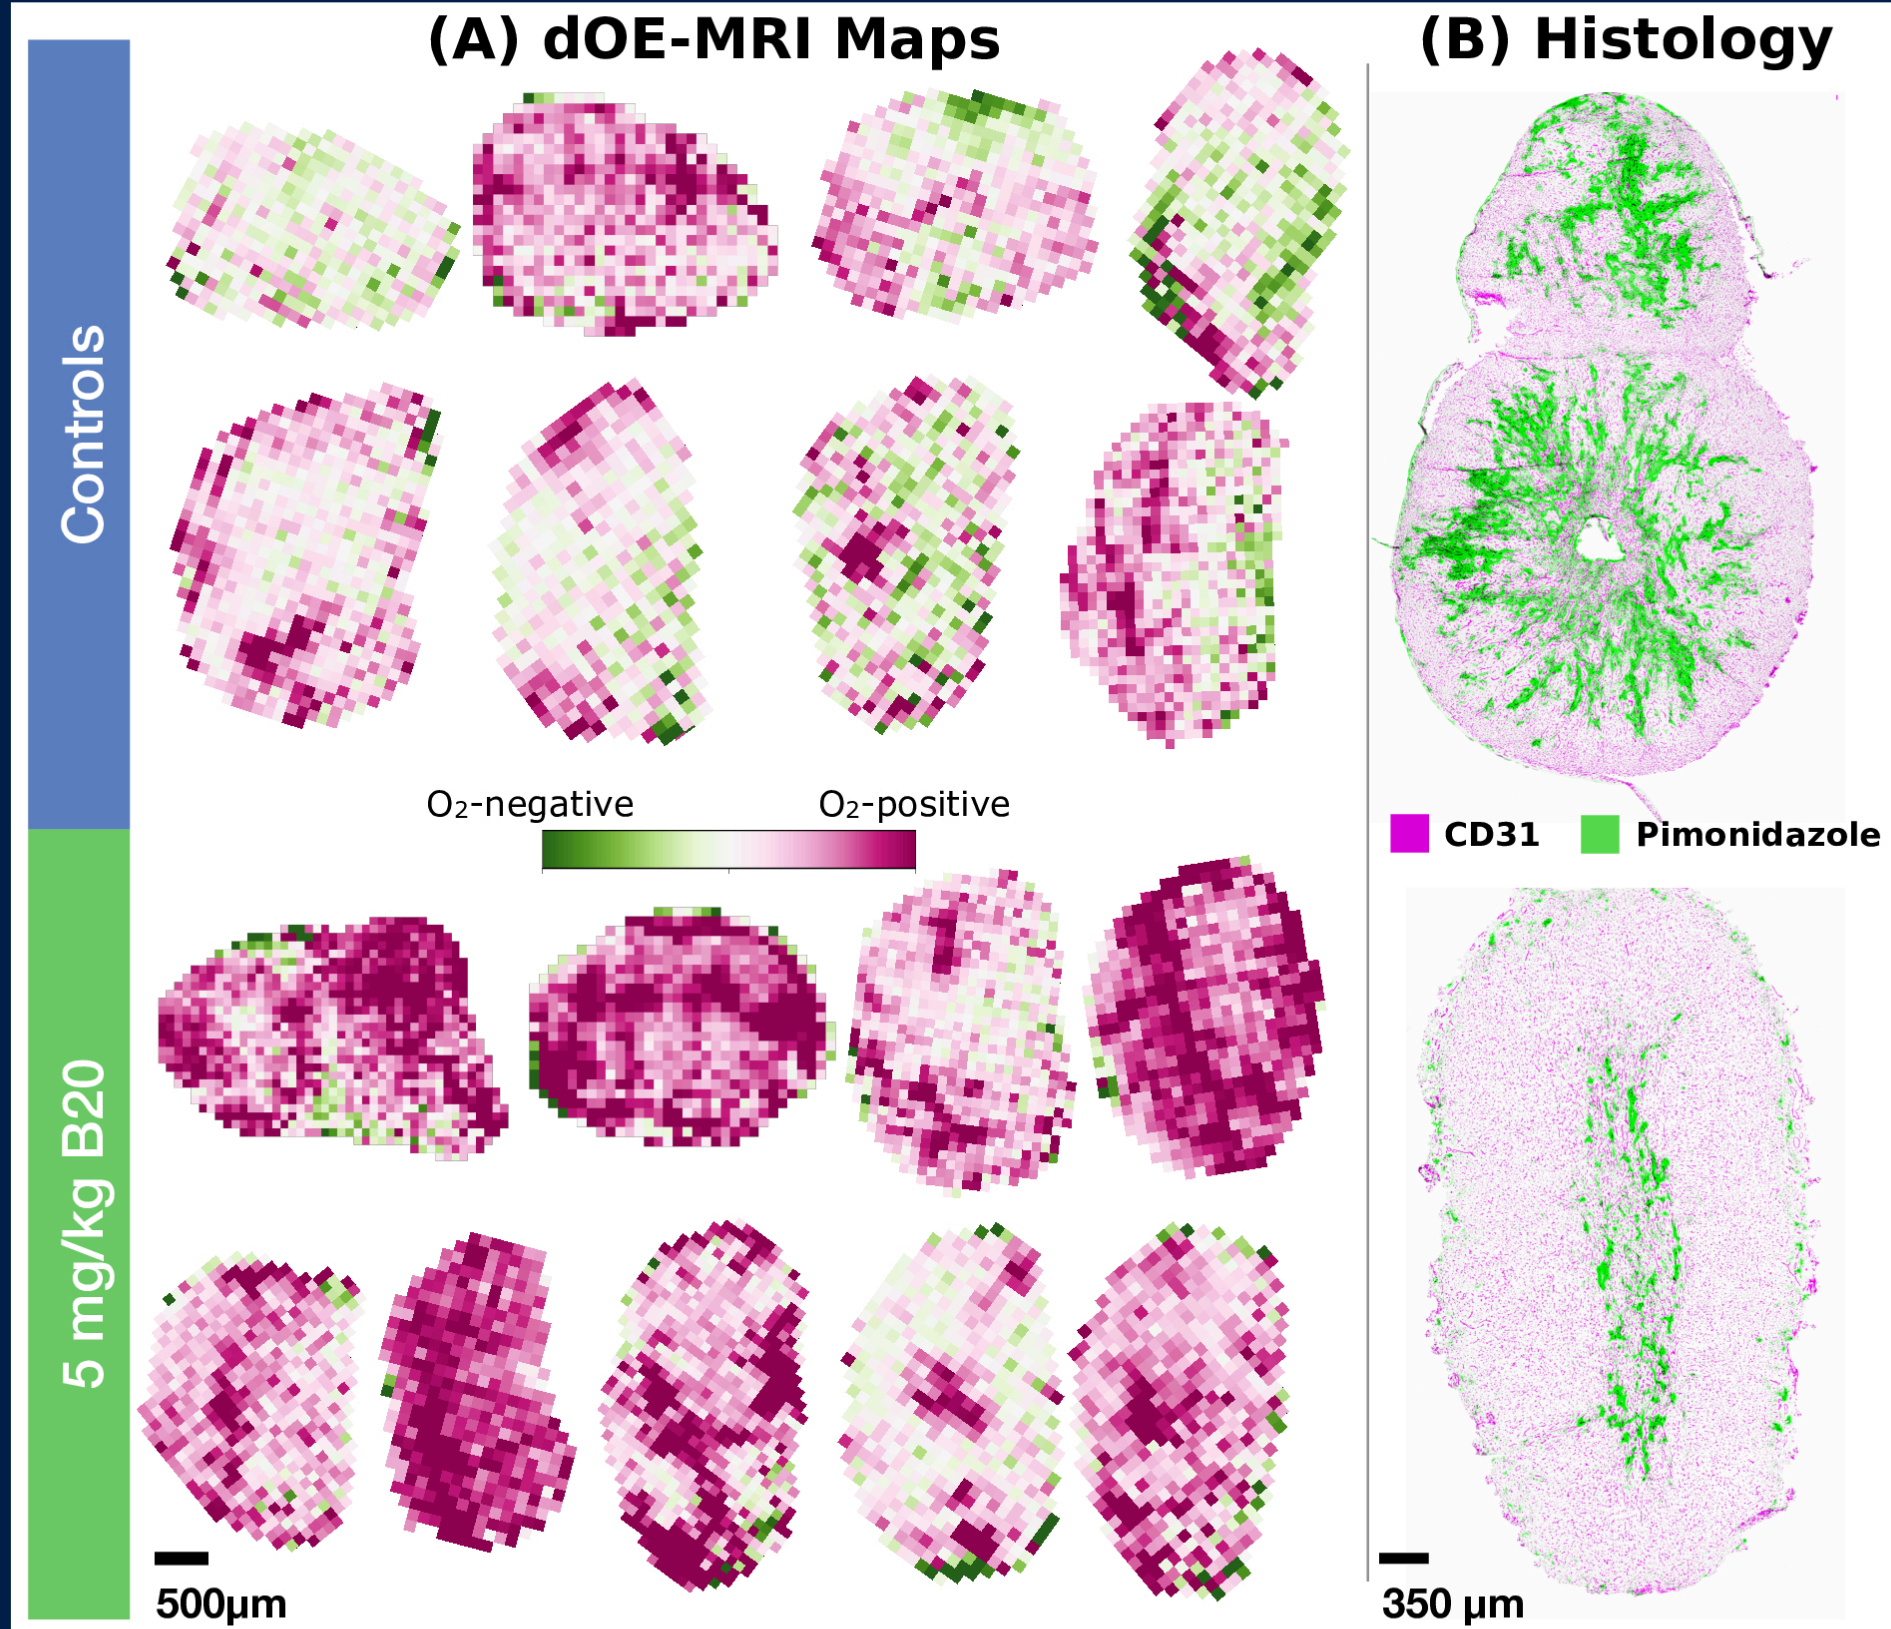 (A) dOE-MRI Maps
(B) Histology
Controls
O₂-negative
O₂-positive
CD31
Pimonidazole
5 mg/kg B20
500µm
350 µm